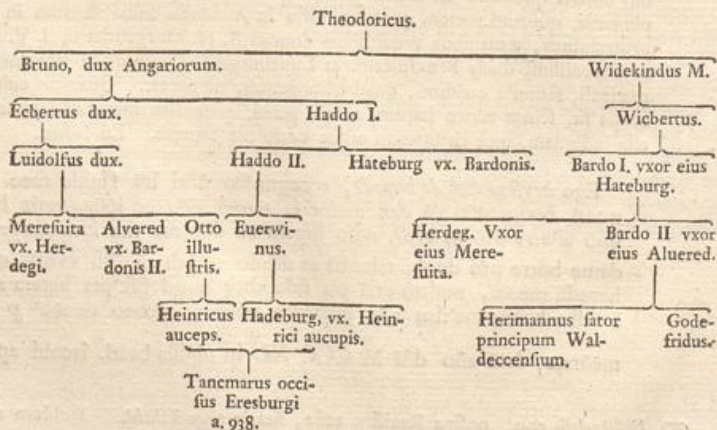 Theodoricus.
Bruno, dux Angariorum.
Widekindus M.
Ecbertus dux.
Haddo I.
Wicbertus.
Luidolfus dux.
Haddo II.
Hateburg vx. Bardonis.
Bardo I. vxor eius
Hateburg.
Mereſuita
vx. Her-
degi.
Alvered
vx. Bar-
donis II.
Otto
illu-
ſtris.
Euerwi-
nus.
Herdeg. Vxor
eius Mere-
ſuita.
Bardo II vxor
eius Aluered.
Heinricus
auceps.
Hadeburg, vx. Hein-
rici aucupis.
Herimannus ſator
principum Wal-
deccenſium.
Gode-
fridus.
Tancmarus occi-
ſus Eresburgi
a. 938.